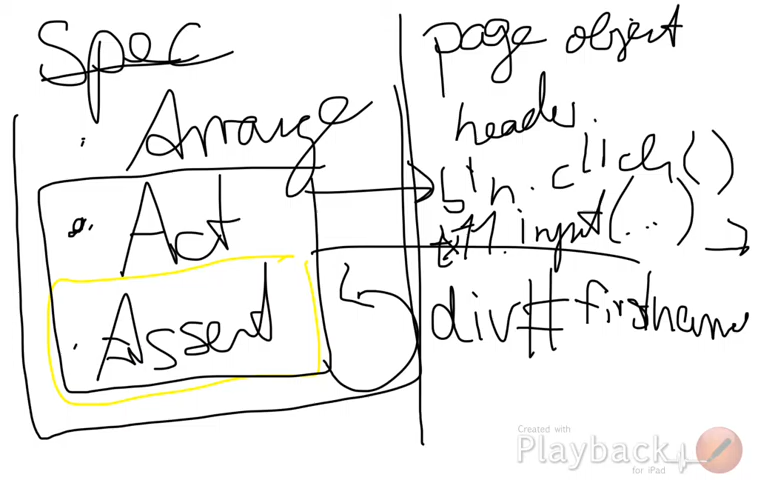 Spec
Arrange
Act
Assert
page object
header.
btn.click()
input(...)
div#firstname
Created with
Playback
for iPad